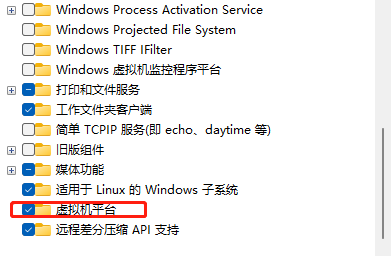 Windows Process Activation Service
Windows Projected File System
Windows TIFF IFilter
Windows 虚拟机监控程序平台
打印和文件服务
工作文件夹客户端
简单 TCPIP 服务(即 echo、daytime 等)
旧版组件
媒体功能
适用于 Linux 的 Windows 子系统
虚拟机平台
远程差分压缩 API 支持